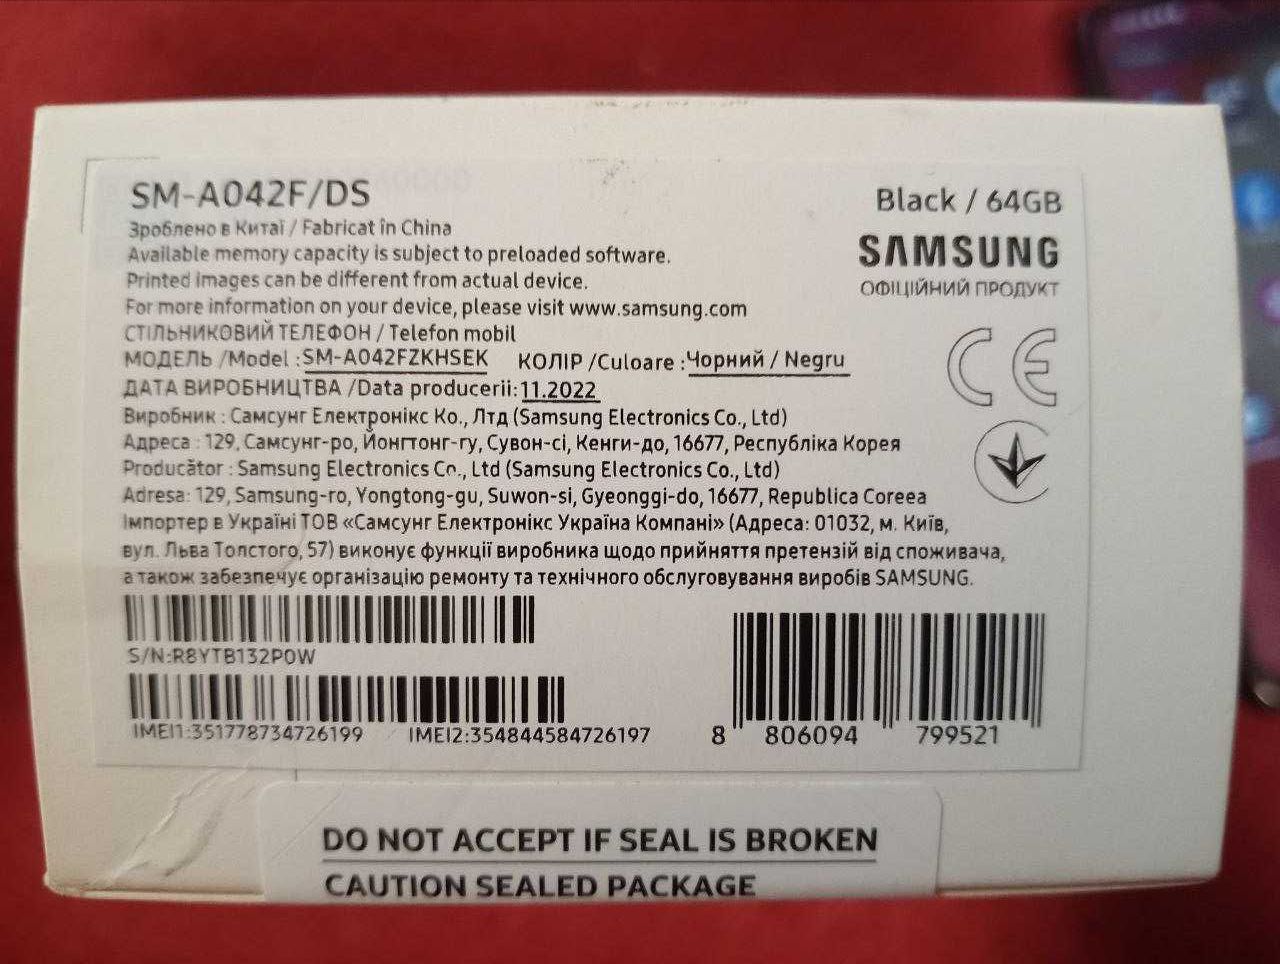 SM-A042F/DS
Black / 64GB
Зроблено в Китаї / Fabricat în China
Available memory capacity is subject to preloaded software.
SAMSUNG
Printed images can be different from actual device.
ОФІЦІЙНИЙ ПРОДУКТ
For more information on your device, please visit www.samsung.com
СТІЛЬНИКОВИЙ ТЕЛЕФОН / Telefon mobil
МОДЕЛЬ /Model :SM-A042FZKHSEK КОЛІР /Culoare :Чорний / Negru
CE
ДАТА ВИРОБНИЦТВА /Data producerii:11.2022
Виробник : Самсунг Електронікс Ко., Лтд (Samsung Electronics Co., Ltd)
Адреса : 129, Самсунг-ро, Йонгтонг-гу, Сувон-сі, Кенги-до, 16677, Республіка Корея
Producător : Samsung Electronics Co., Ltd (Samsung Electronics Co., Ltd)
Adresa: 129, Samsung-ro, Yongtong-gu, Suwon-si, Gyeonggi-do, 16677, Republica Coreea
Імпортер в Україні ТОВ «Самсунг Електронікс Україна Компані» (Адреса: 01032, м. Київ,
вул. Льва Толстого, 57) виконує функції виробника щодо прийняття претензій від споживача,
а також забезпечує організацію ремонту та технічного обслуговування виробів SAMSUNG.
S/N:R8YTB132P0W
IMEI1:351778734726199 IMEI2:354844584726197
8 806094 799521
DO NOT ACCEPT IF SEAL IS BROKEN
CAUTION SEALED PACKAGE